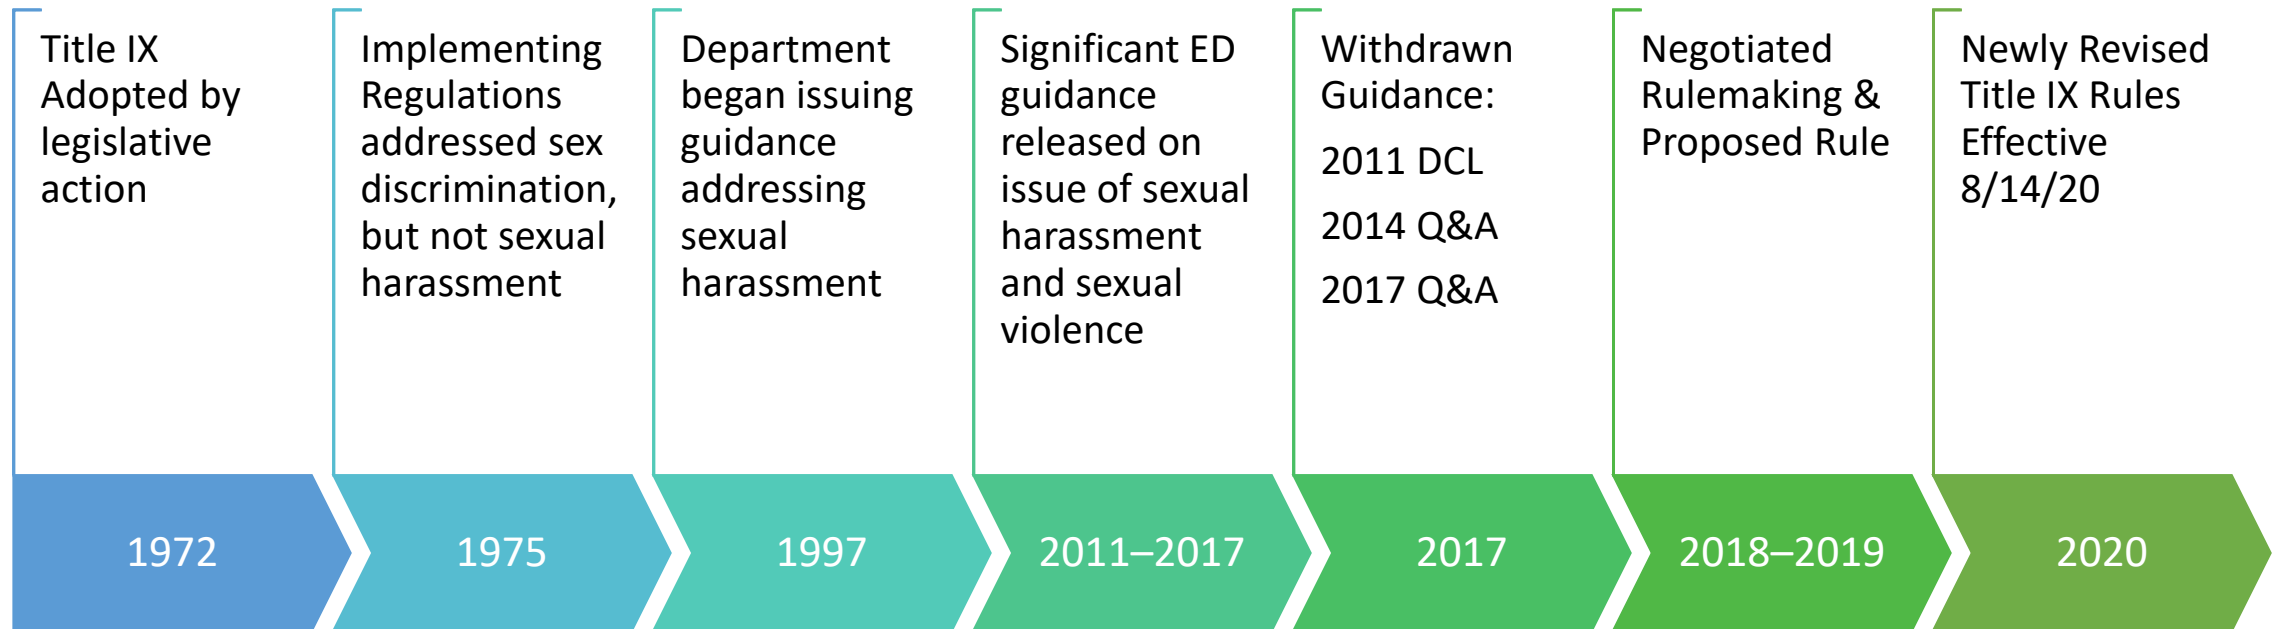 Title IX
Adopted by
legislative
action
Implementing
Regulations
addressed sex
discrimination,
but not sexual
harassment
Department
began issuing
guidance
addressing
sexual
harassment
Significant ED
guidance
released on
issue of sexual
harassment
and sexual
violence
Withdrawn
Guidance:
2011 DCL
2014 Q&A
2017 Q&A
Negotiated
Rulemaking &
Proposed Rule
Newly Revised
Title IX Rules
Effective
8/14/20
1972
1975
1997
2011–2017
2017
2018–2019
2020